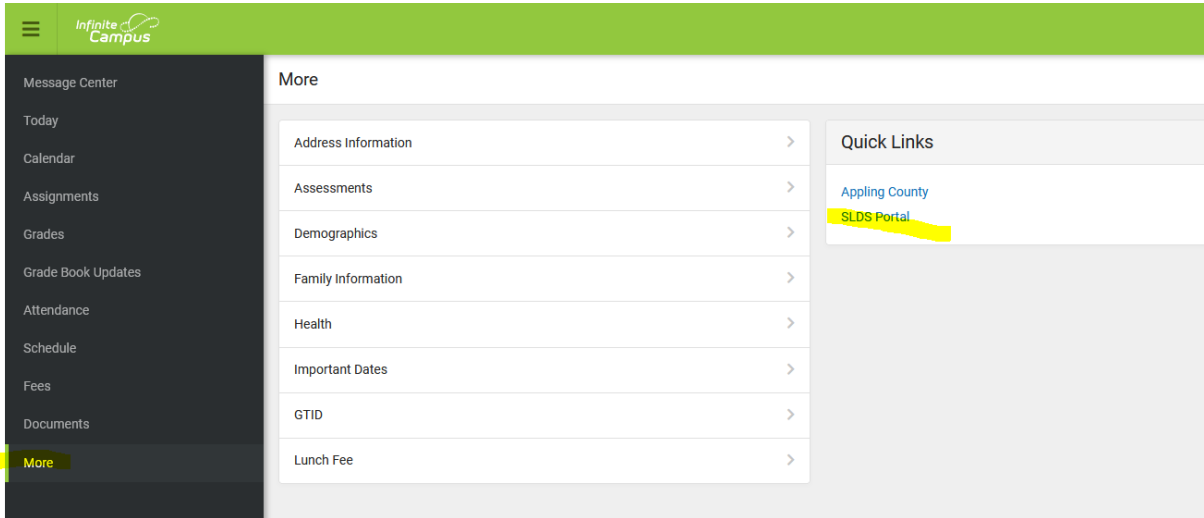 Infinite
Campus
Message Center
Today
Calendar
Assignments
Grades
Grade Book Updates
Attendance
Schedule
Fees
Documents
More
More
Address Information
Assessments
Demographics
Family Information
Health
Important Dates
GTID
Lunch Fee
Quick Links
Appling County
SLDS Portal